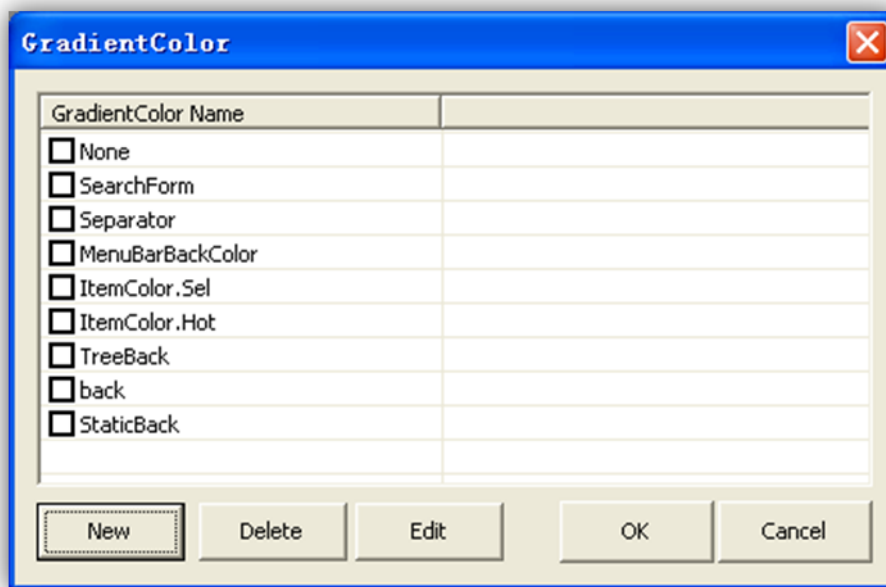 GradientColor
GradientColor Name
None
SearchForm
Separator
MenuBarBackColor
ItemColor.Sel
ItemColor.Hot
TreeBack
back
StaticBack
New Delete Edit OK Cancel